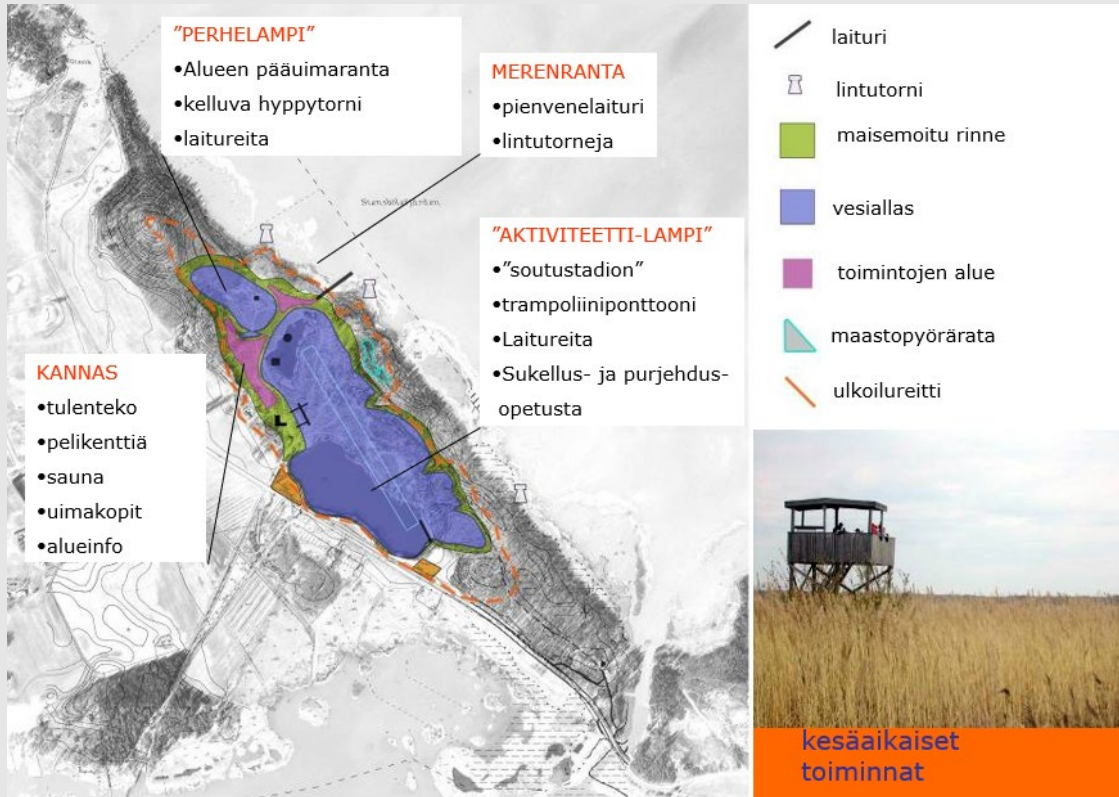 "PERHELAMPI"
•Alueen pääuimaranta
•kelluva hyppytorni
•laitureita
MERENRANTA
•pienvenelaituri
•lintutorneja
"AKTIVITEETTI-LAMPI"
•"soutustadion"
•trampoliiniponttooni
•Laitureita
•Sukellus- ja purjehdus-
opetusta
KANNAS
•tulenteko
•pelikenttiä
•sauna
•uimakopit
•alueinfo
laituri
lintutorni
maisemoitu rinne
vesiallas
toimintojen alue
maastopyörärata
ulkoilureitti
kesäaikaiset
toiminnat